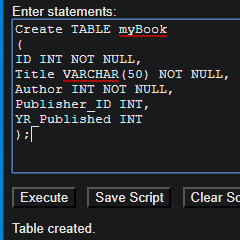 Enter statements:
Create TABLE myBook
(
ID INT NOT NULL,
Title VARCHAR(50) NOT NULL,
Author INT NOT NULL,
Publisher_ID INT,
YR_Published INT
);
Execute Save Script Clear Sc
Table created.